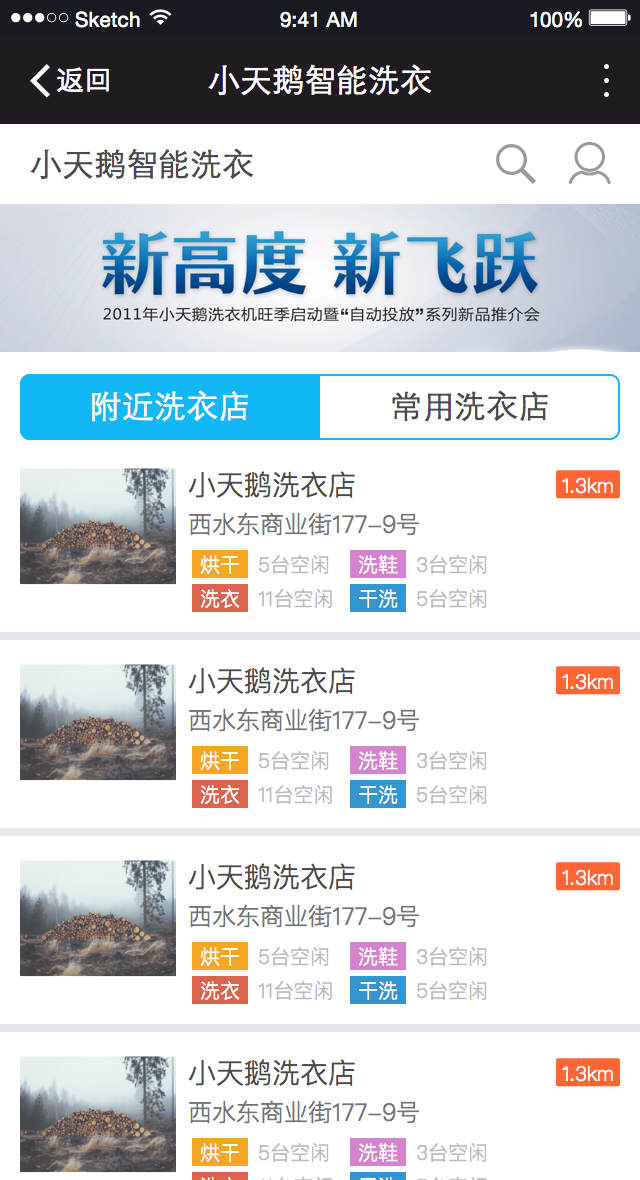 Sketch 9:41 AM 100%
返回 小天鹅智能洗衣
小天鹅智能洗衣
新高度 新飞跃
2011年小天鹅洗衣机旺季启动暨“自动投放”系列新品推介会
附近洗衣店 常用洗衣店
小天鹅洗衣店 1.3km
西水东商业街177-9号
烘干 5台空闲 洗鞋 3台空闲
洗衣 11台空闲 干洗 5台空闲
小天鹅洗衣店 1.3km
西水东商业街177-9号
烘干 5台空闲 洗鞋 3台空闲
洗衣 11台空闲 干洗 5台空闲
小天鹅洗衣店 1.3km
西水东商业街177-9号
烘干 5台空闲 洗鞋 3台空闲
洗衣 11台空闲 干洗 5台空闲
小天鹅洗衣店 1.3km
西水东商业街177-9号
烘干 5台空闲 洗鞋 3台空闲